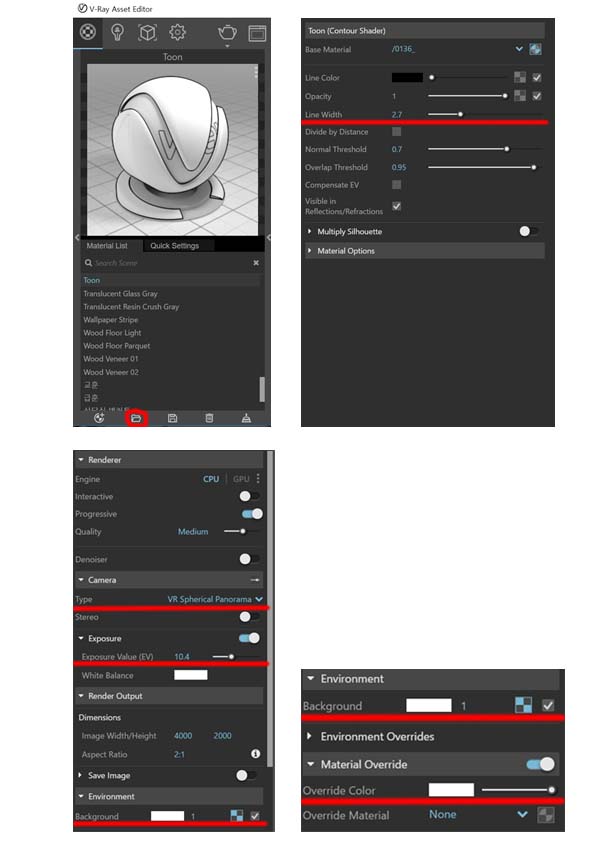 V-Ray Asset Editor
Toon
Material List Quick Settings
Search Scene
Toon
Translucent Glass Gray
Translucent Resin Crush Gray
Wallpaper Stripe
Wood Floor Light
Wood Floor Parquet
Wood Veneer 01
Wood Veneer 02
교훈
급훈
Toon (Contour Shader)
Base Material /0136_
Line Color
Opacity 1
Line Width 2.7
Divide by Distance
Normal Threshold 0.7
Overlap Threshold 0.95
Compensate EV
Visible in
Reflections/Refractions
Multiply Silhouette
Material Options
Renderer
Engine CPU | GPU
Interactive
Progressive
Quality Medium
Denoiser
Camera
Type VR Spherical Panorama
Stereo
Exposure
Exposure Value (EV) 10.4
White Balance
Render Output
Dimensions
Image Width/Height 4000 2000
Aspect Ratio 2:1
Save Image
Environment
Background 1
Environment
Background 1
Environment Overrides
Material Override
Override Color
Override Material None